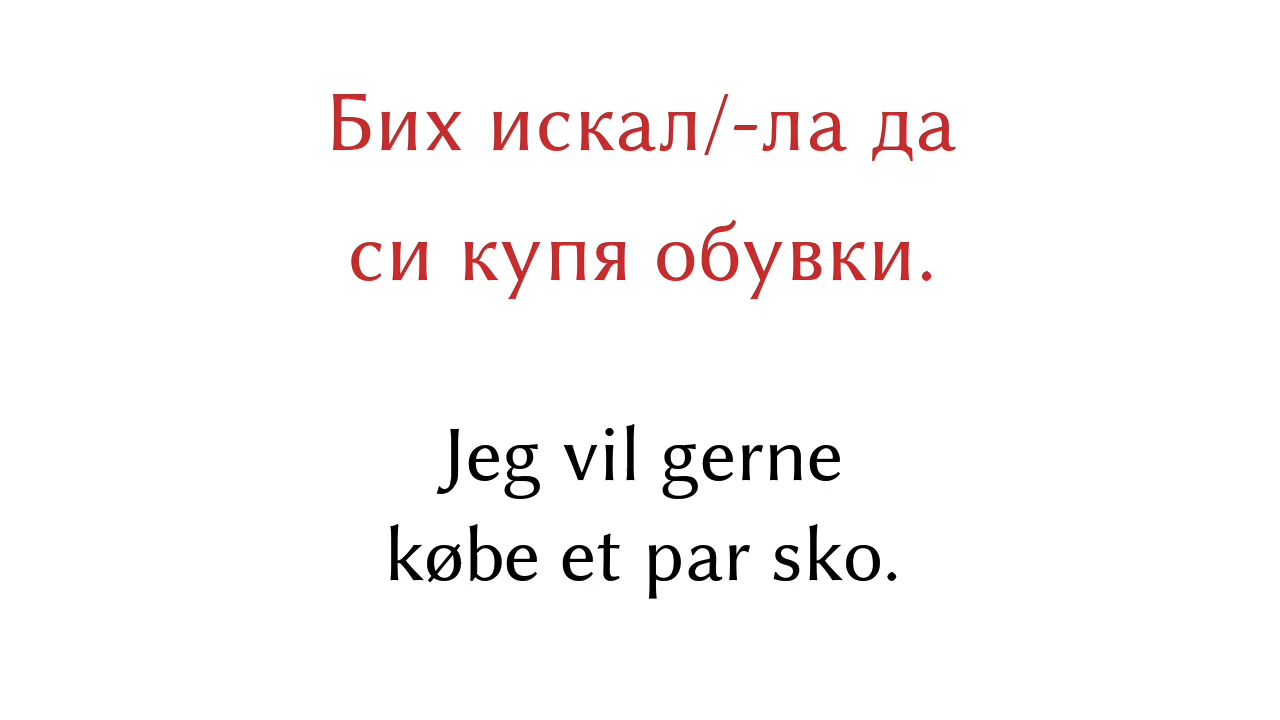 Бих искал/-ла да
си купя обувки.
Jeg vil gerne
købe et par sko.